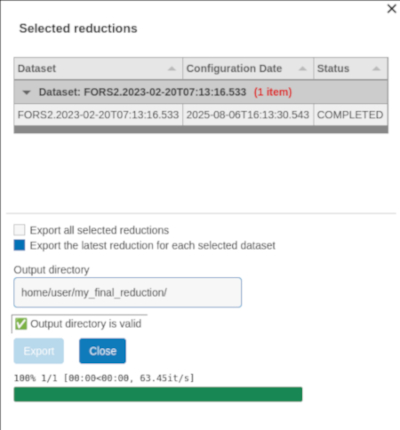 Selected reductions
Dataset Configuration Date Status
Dataset: FORS2.2023-02-20T07:13:16.533 (1 item)
FORS2.2023-02-20T07:13:16.533 2025-08-06T16:13:30.543 COMPLETED
Export all selected reductions
Export the latest reduction for each selected dataset
Output directory
home/user/my_final_reduction/
Output directory is valid
Export Close
100% 1/1 [00:00<00:00, 63.45it/s]